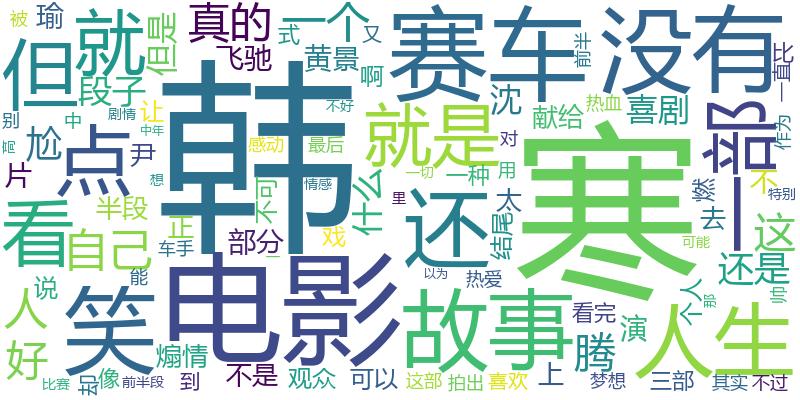 被 瑜 真的 一个 式 又 赛车 没有
但 就 但是 飞驰 黄景 啊 前半 一直 比
段子 韩 不好 沈 献给 热血 喜剧 一部 作为
别 中 剧情 让 中年 感动 最后 就是 对
肯 尬 点 尹 想 情感 一切 一种 用 寒 燃 不 特别
片 半段 正 不同 什么 里 还 太 去 这
看 自己 车手 部分 戏 结尾 可能 还是
说 能 一 以为 热爱 个人 那 帅
人 笑 电影 故事 看完 人生
好 煽情 腾 演
比赛 却 像 前半段 到 不是 观众 可以 这部 拍出 喜欢 上 梦想 三部 其实 不过